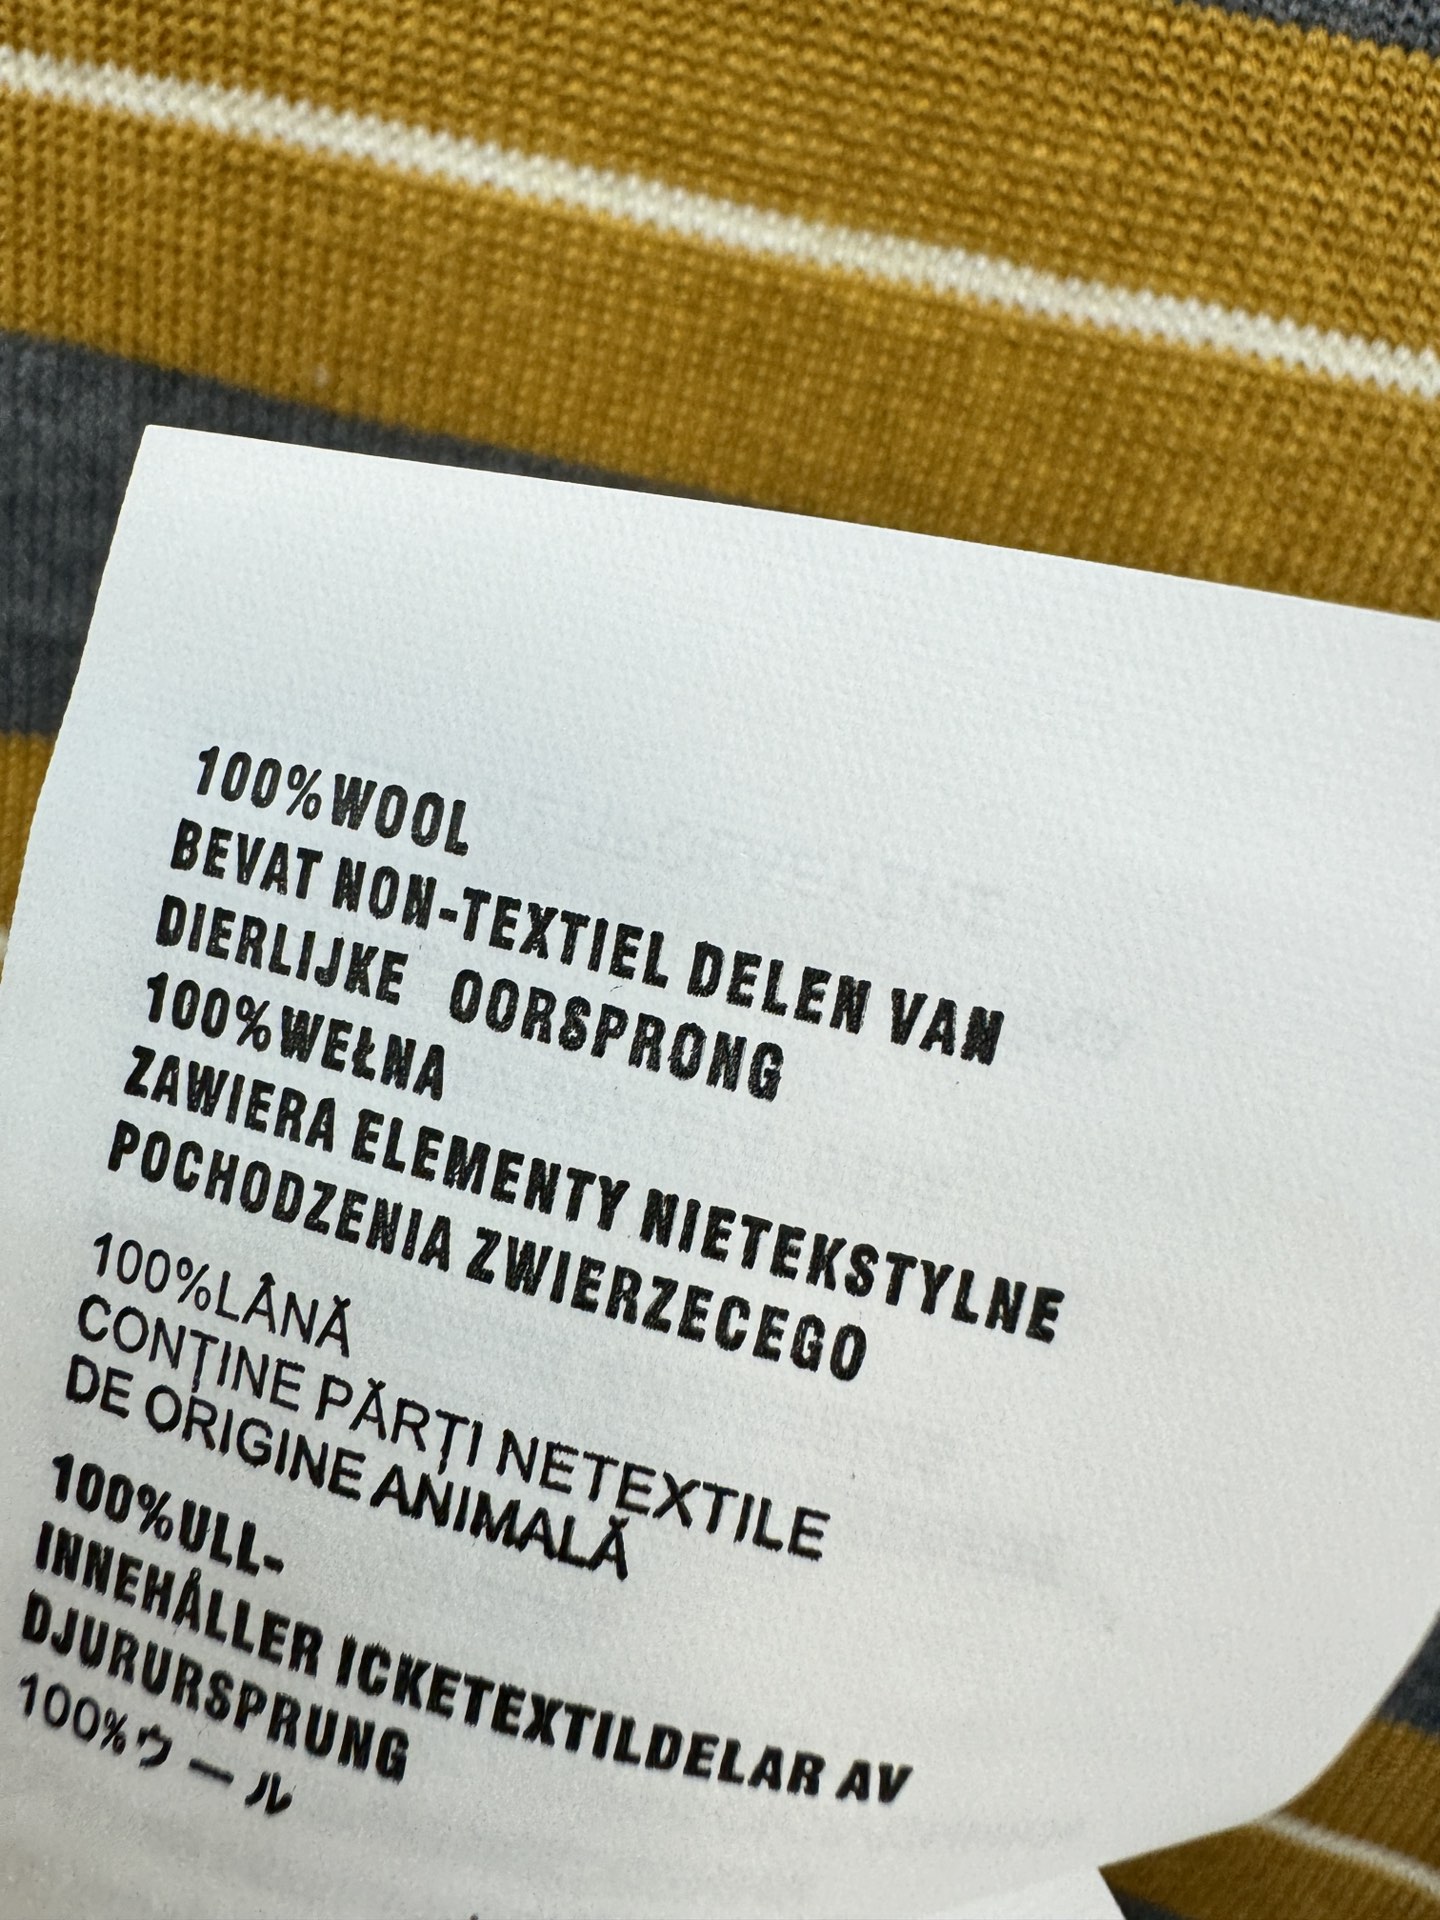 100%WOOL
BEVAT NON-TEXTIEL DELEN VAN
DIERLIJKE OORSPRONG
100%WEŁNA
ZAWIERA ELEMENTY NIETEKSTYLNE
POCHODZENIA ZWIERZECEGO
100%LÂNĂ
CONȚINE PĂRȚI NETEXTILE
DE ORIGINE ANIMALĂ
100%ULL-
INNEHÅLLER ICKETEXTILDELAR AV
DJURURSPRUNG
100%ウール